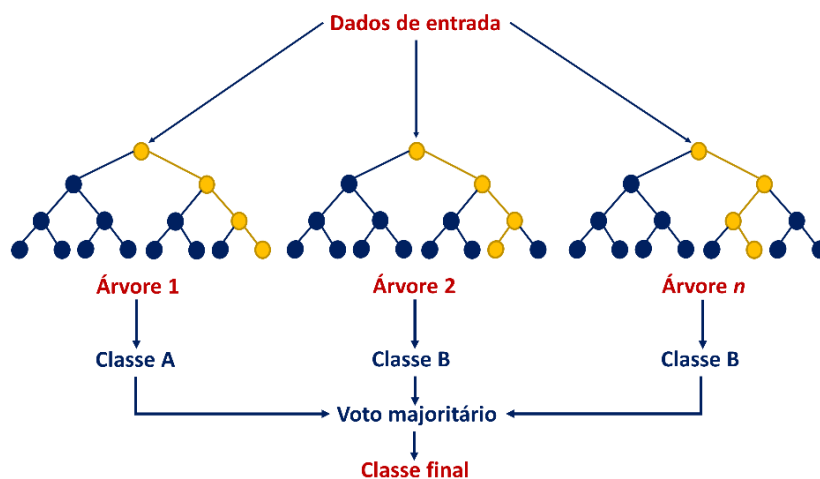 Dados de entrada
Árvore 1
Árvore 2
Árvore n
Classe A
Classe B
Classe B
Voto majoritário
Classe final